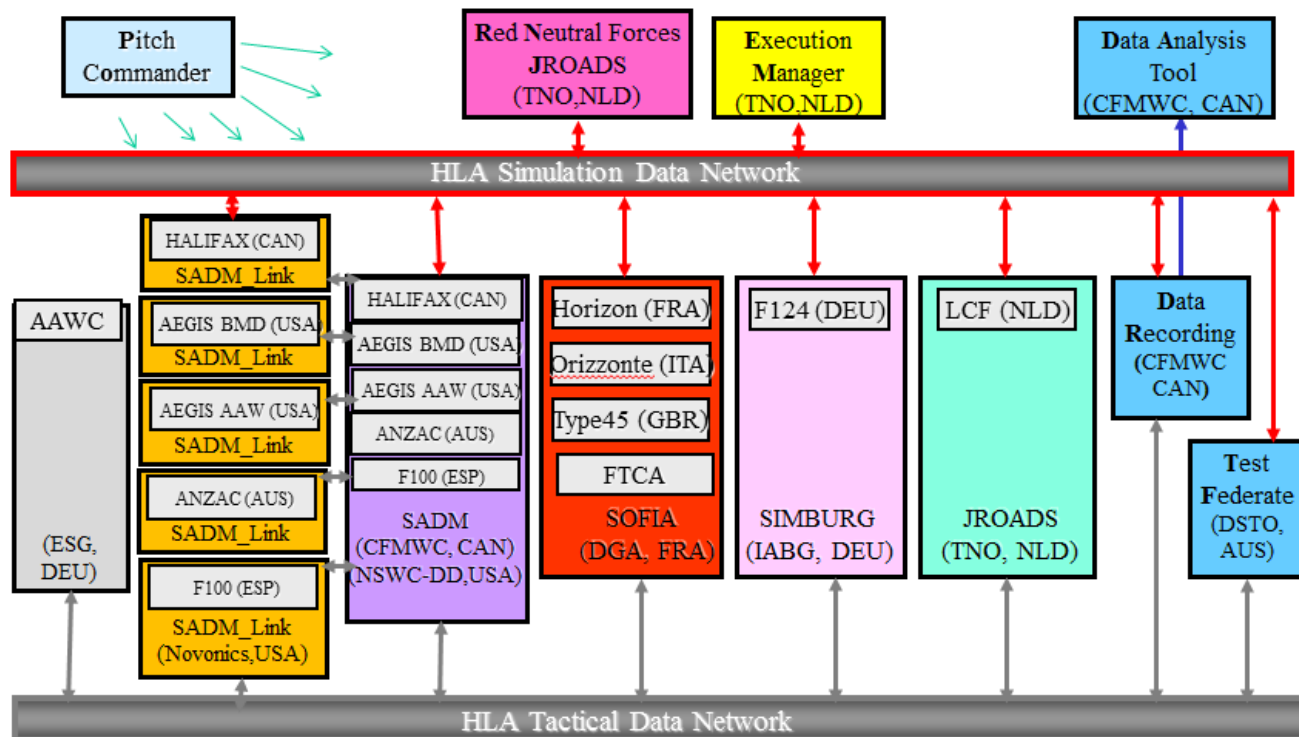 Pitch
Commander
Red Neutral Forces
JROADS
(TNO,NLD)
Execution
Manager
(TNO,NLD)
Data Analysis
Tool
(CFMWC, CAN)
HLA Simulation Data Network
AAWC
(ESG,
DEU)
HALIFAX (CAN)
SADM_Link
AEGIS BMD (USA)
SADM_Link
AEGIS AAW (USA)
SADM_Link
ANZAC (AUS)
SADM_Link
F100 (ESP)
SADM_Link
(Novonics,USA)
HALIFAX (CAN)
AEGIS BMD (USA)
AEGIS AAW (USA)
ANZAC (AUS)
F100 (ESP)
SADM
(CFMWC, CAN)
(NSWC-DD,USA)
Horizon (FRA)
Orizzonte (ITA)
Type45 (GBR)
FTCA
SOFIA
(DGA, FRA)
F124 (DEU)
SIMBURG
(IABG, DEU)
LCF (NLD)
JROADS
(TNO, NLD)
Data
Recording
(CFMWC
CAN)
Test
Federate
(DSTO,
AUS)
HLA Tactical Data Network